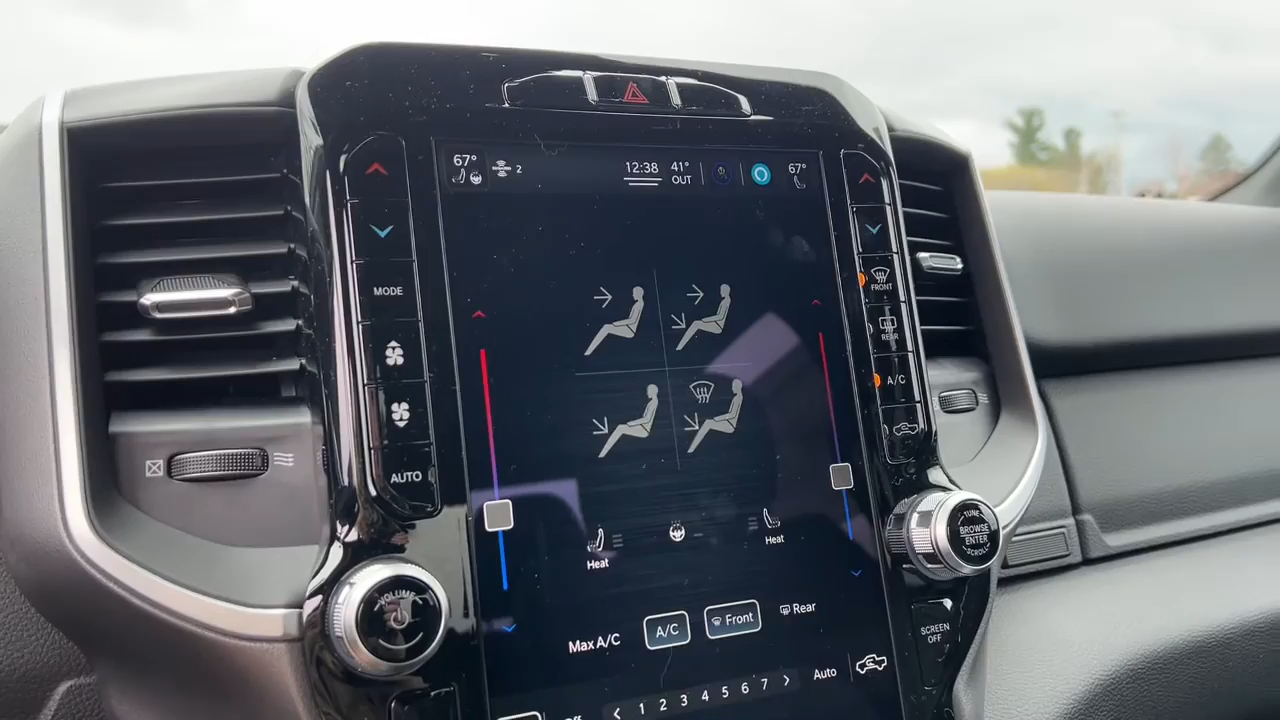 67°
2
12:38
41°
OUT
67°
MODE
AUTO
FRONT
REAR
A/C
VOLUME
TUNE
BROWSE
ENTER
SCROLL
SCREEN
OFF
Heat
Heat
Max A/C
A/C
Front
Rear
Auto
Off
< 1 2 3 4 5 6 7 >